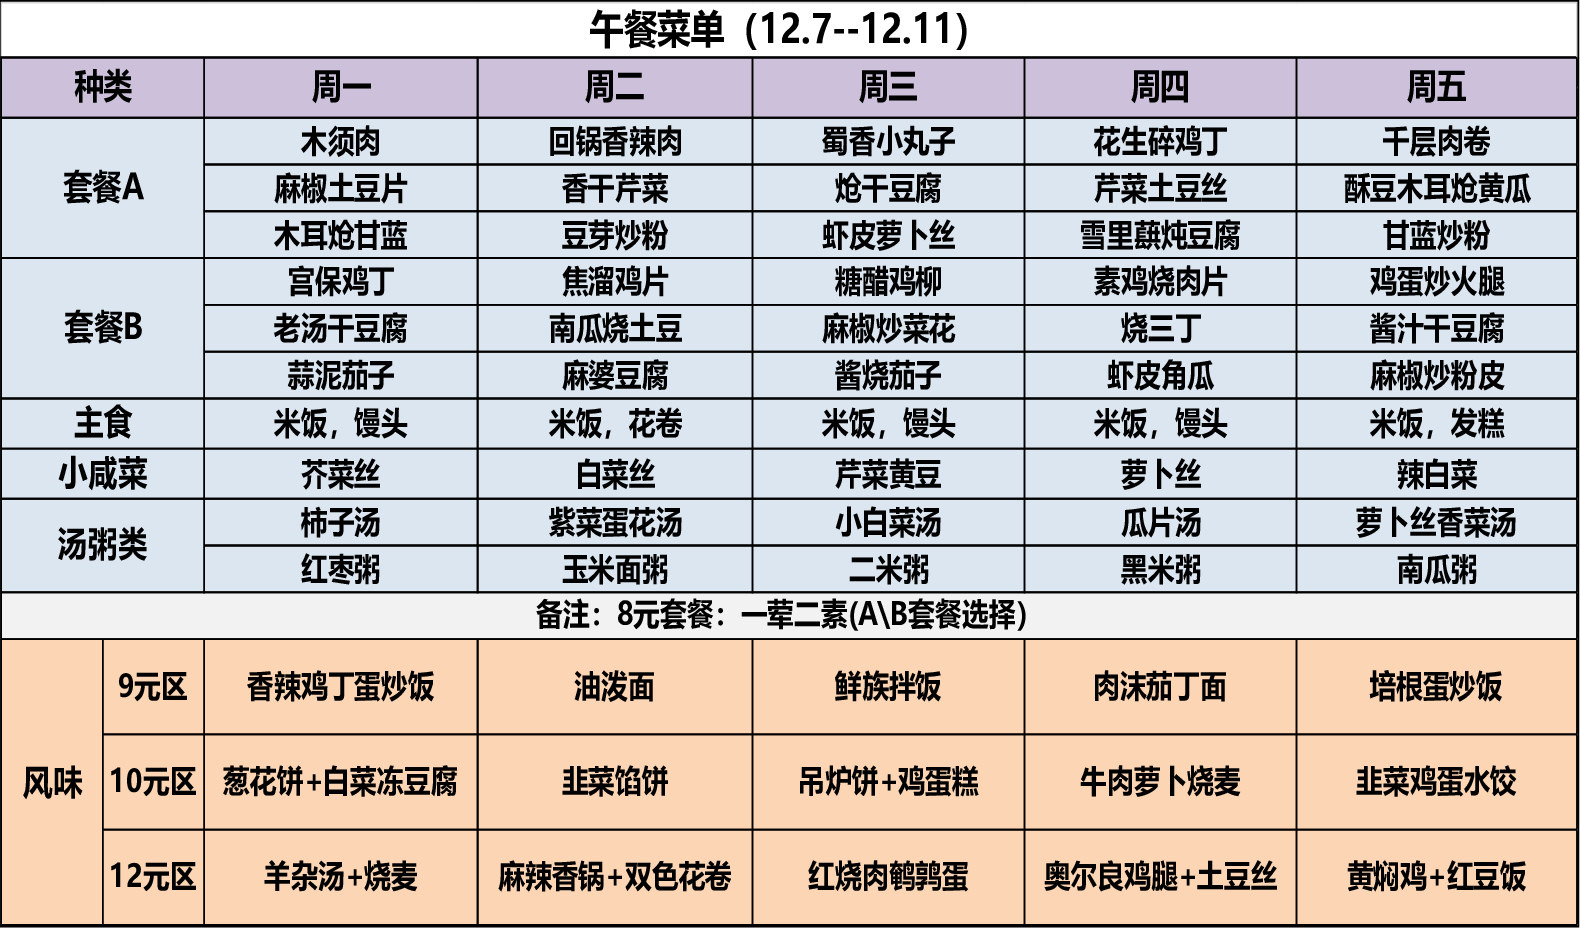 午餐菜单（12.7--12.11）
种类 周一 周二 周三 周四 周五
套餐A
木须肉 回锅香辣肉 蜀香小丸子 花生碎鸡丁 千层肉卷
麻椒土豆片 香干芹菜 炝干豆腐 芹菜土豆丝 酥豆木耳炝黄瓜
木耳炝甘蓝 豆芽炒粉 虾皮萝卜丝 雪里蕻炖豆腐 甘蓝炒粉
套餐B
宫保鸡丁 焦溜鸡片 糖醋鸡柳 素鸡烧肉片 鸡蛋炒火腿
老汤干豆腐 南瓜烧土豆 麻椒炒菜花 烧三丁 酱汁干豆腐
蒜泥茄子 麻婆豆腐 酱烧茄子 虾皮角瓜 麻椒炒粉皮
主食 米饭，馒头 米饭，花卷 米饭，馒头 米饭，馒头 米饭，发糕
小咸菜 芥菜丝 白菜丝 芹菜黄豆 萝卜丝 辣白菜
汤粥类
柿子汤 紫菜蛋花汤 小白菜汤 瓜片汤 萝卜丝香菜汤
红枣粥 玉米面粥 二米粥 黑米粥 南瓜粥
备注：8元套餐：一荤二素(A\B套餐选择)
风味
9元区 香辣鸡丁蛋炒饭 油泼面 鲜族拌饭 肉沫茄丁面 培根蛋炒饭
10元区 葱花饼+白菜冻豆腐 韭菜馅饼 吊炉饼+鸡蛋糕 牛肉萝卜烧麦 韭菜鸡蛋水饺
12元区 羊杂汤+烧麦 麻辣香锅+双色花卷 红烧肉鹌鹑蛋 奥尔良鸡腿+土豆丝 黄焖鸡+红豆饭